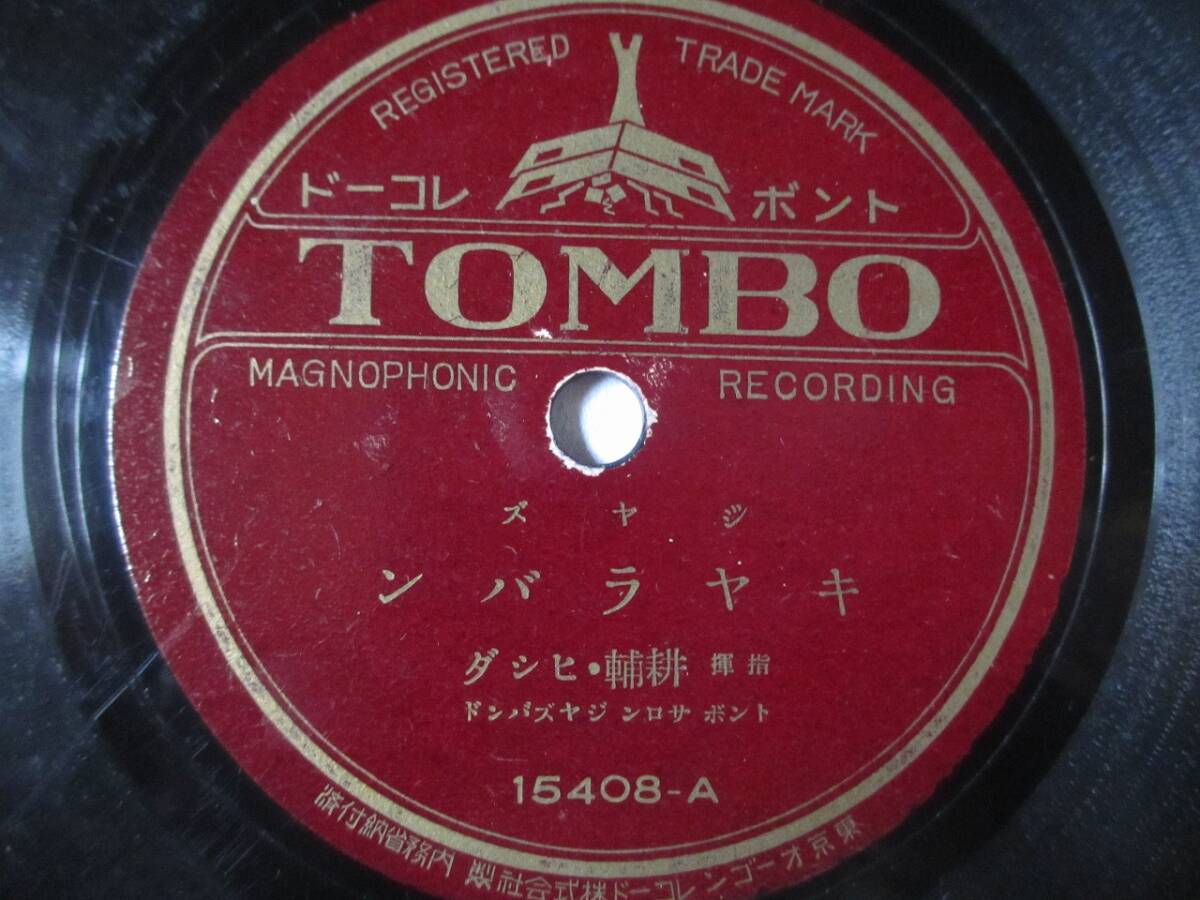 REGISTERED TRADE MARK
トンボ レコード
TOMBO
MAGNOPHONIC RECORDING
ジヤズ
キヤラバン
指揮 耕輔・ヒシダ
トンボ サロン ジヤズバンド
15408-A
東京オーゴンレコード株式会社製 内務省納付済